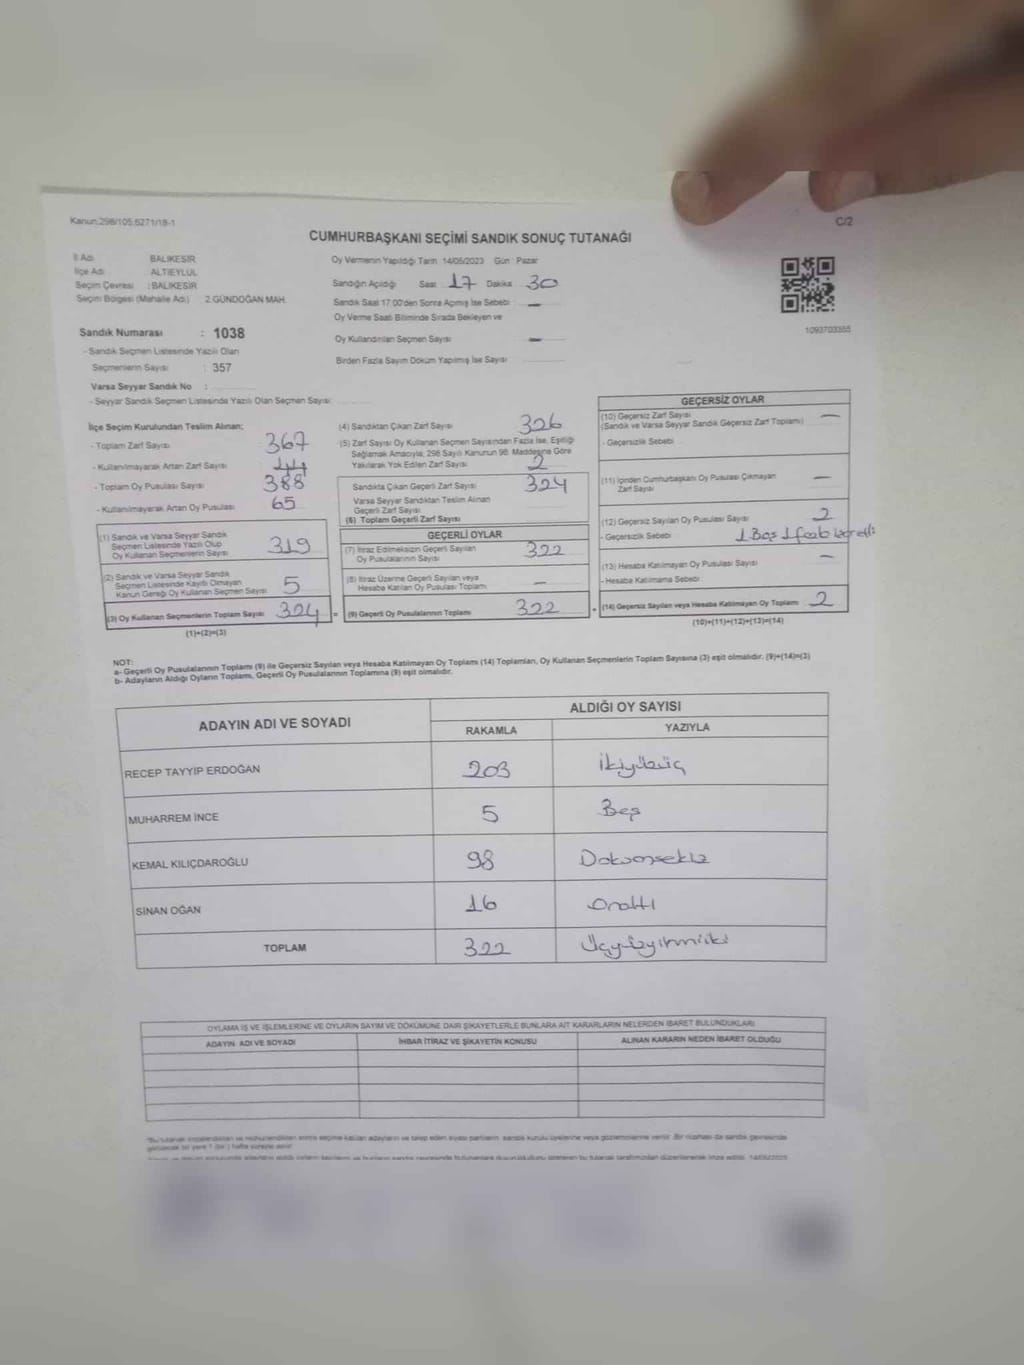 Kanun:298/105,6271/18-1
C/2
CUMHURBAŞKANI SEÇİMİ SANDIK SONUÇ TUTANAĞI
İl Adı BALIKESİR
İlçe Adı ALTIEYLÜL
Seçim Çevresi : BALIKESİR
Seçim Bölgesi (Mahalle Adı) 2.GÜNDOĞAN MAH.
Sandık Numarası : 1038
- Sandık Seçmen Listesinde Yazılı Olan
Seçmenlerin Sayısı : 357
Varsa Seyyar Sandık No :
- Seyyar Sandık Seçmen Listesinde Yazılı Olan Seçmen Sayısı
Oy Vermenin Yapıldığı Tarih 14/05/2023 Gün : Pazar
Sandığın Açıldığı Saat 17 Dakika 30
Sandık Saat 17:00'den Sonra Açılmış İse Sebebi : —
Oy Verme Saati Bitiminde Sırada Bekleyen ve
Oy Kullandırılan Seçmen Sayısı —
Birden Fazla Sayım Döküm Yapılmış İse Sayısı
1093703355
İlçe Seçim Kurulundan Teslim Alınan;
- Toplam Zarf Sayısı 367
- Kullanılmayarak Artan Zarf Sayısı 44
- Toplam Oy Pusulası Sayısı 388
- Kullanılmayarak Artan Oy Pusulası 65
(1) Sandık ve Varsa Seyyar Sandık
Seçmen Listesinde Yazılı Olup
Oy Kullanan Seçmenlerin Sayısı 319
(2) Sandık ve Varsa Seyyar Sandık
Seçmen Listesinde Kayıtlı Olmayan
Kanun Gereği Oy Kullanan Seçmen Sayısı 5
(3) Oy Kullanan Seçmenlerin Toplam Sayısı 324
(1)+(2)=(3)
(4) Sandıktan Çıkan Zarf Sayısı 326
(5) Zarf Sayısı Oy Kullanan Seçmen Sayısından Fazla İse, Eşitliği
Sağlamak Amacıyla, 298 Sayılı Kanunun 98. Maddesine Göre
Yakılarak Yok Edilen Zarf Sayısı 2
Sandıkta Çıkan Geçerli Zarf Sayısı 324
Varsa Seyyar Sandıktan Teslim Alınan
Geçerli Zarf Sayısı
(6) Toplam Geçerli Zarf Sayısı
GEÇERLİ OYLAR
(7) İtiraz Edilmeksizin Geçerli Sayılan
Oy Pusulalarının Sayısı 322
(8) İtiraz Üzerine Geçerli Sayılan veya
Hesaba Katılan Oy Pusulası Toplamı —
= (9) Geçerli Oy Pusulalarının Toplamı 322
GEÇERSİZ OYLAR
(10) Geçersiz Zarf Sayısı —
(Sandık ve Varsa Seyyar Sandık Geçersiz Zarf Toplamı)
- Geçersizlik Sebebi
(11) İçinden Cumhurbaşkanı Oy Pusulası Çıkmayan
Zarf Sayısı —
(12) Geçersiz Sayılan Oy Pusulası Sayısı 2
- Geçersizlik Sebebi 1 Boş 1
(13) Hesaba Katılmayan Oy Pusulası Sayısı —
- Hesaba Katılmama Sebebi
+ (14) Geçersiz Sayılan veya Hesaba Katılmayan Oy Toplamı 2
(10)+(11)+(12)+(13)=(14)
NOT:
a- Geçerli Oy Pusulalarının Toplamı (9) ile Geçersiz Sayılan veya Hesaba Katılmayan Oy Toplamı (14) Toplamları, Oy Kullanan Seçmenlerin Toplam Sayısına (3) eşit olmalıdır. (9)+(14)=(3)
b- Adayların Aldığı Oyların Toplamı, Geçerli Oy Pusulalarının Toplamına (9) eşit olmalıdır.
ADAYIN ADI VE SOYADI ALDIĞI OY SAYISI
RAKAMLA YAZIYLA
RECEP TAYYİP ERDOĞAN 203 İkiyüzüç
MUHARREM İNCE 5 Beş
KEMAL KILIÇDAROĞLU 98 Doksansekiz
SİNAN OĞAN 16 Onaltı
TOPLAM 322 Üçyüzyirmiiki
OYLAMA İŞ VE İŞLEMLERİNE VE OYLARIN SAYIM VE DÖKÜMÜNE DAİR ŞİKAYETLERLE BUNLARA AİT KARARLARIN NELERDEN İBARET BULUNDUKLARI
ADAYIN ADI VE SOYADI İHBAR İTİRAZ VE ŞİKAYETİN KONUSU ALINAN KARARIN NEDEN İBARET OLDUĞU